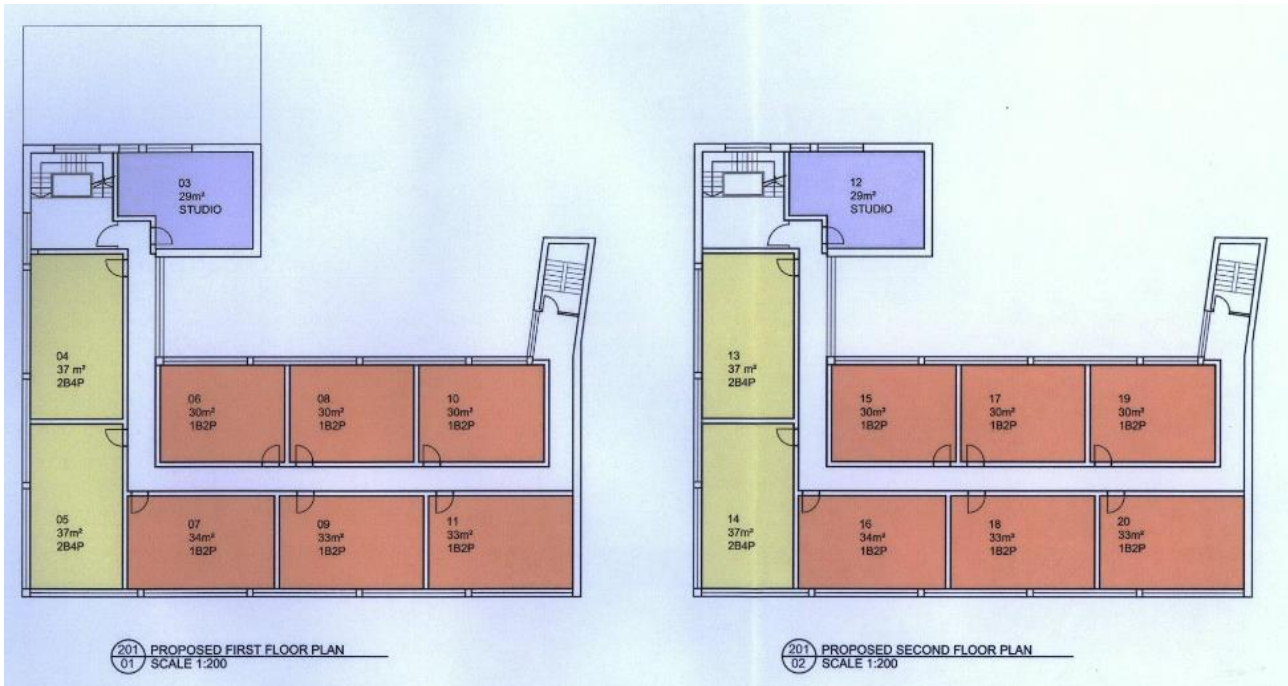 03
29m²
STUDIO
04
37 m²
2B4P
05
37m²
2B4P
06
30m²
1B2P
08
30m²
1B2P
10
30m²
1B2P
07
34m²
1B2P
09
33m²
1B2P
11
33m²
1B2P
201
01
PROPOSED FIRST FLOOR PLAN
SCALE 1:200
12
29m²
STUDIO
13
37 m²
2B4P
14
37m²
2B4P
15
30m²
1B2P
17
30m²
1B2P
19
30m²
1B2P
16
34m²
1B2P
18
33m²
1B2P
20
33m²
1B2P
201
02
PROPOSED SECOND FLOOR PLAN
SCALE 1:200